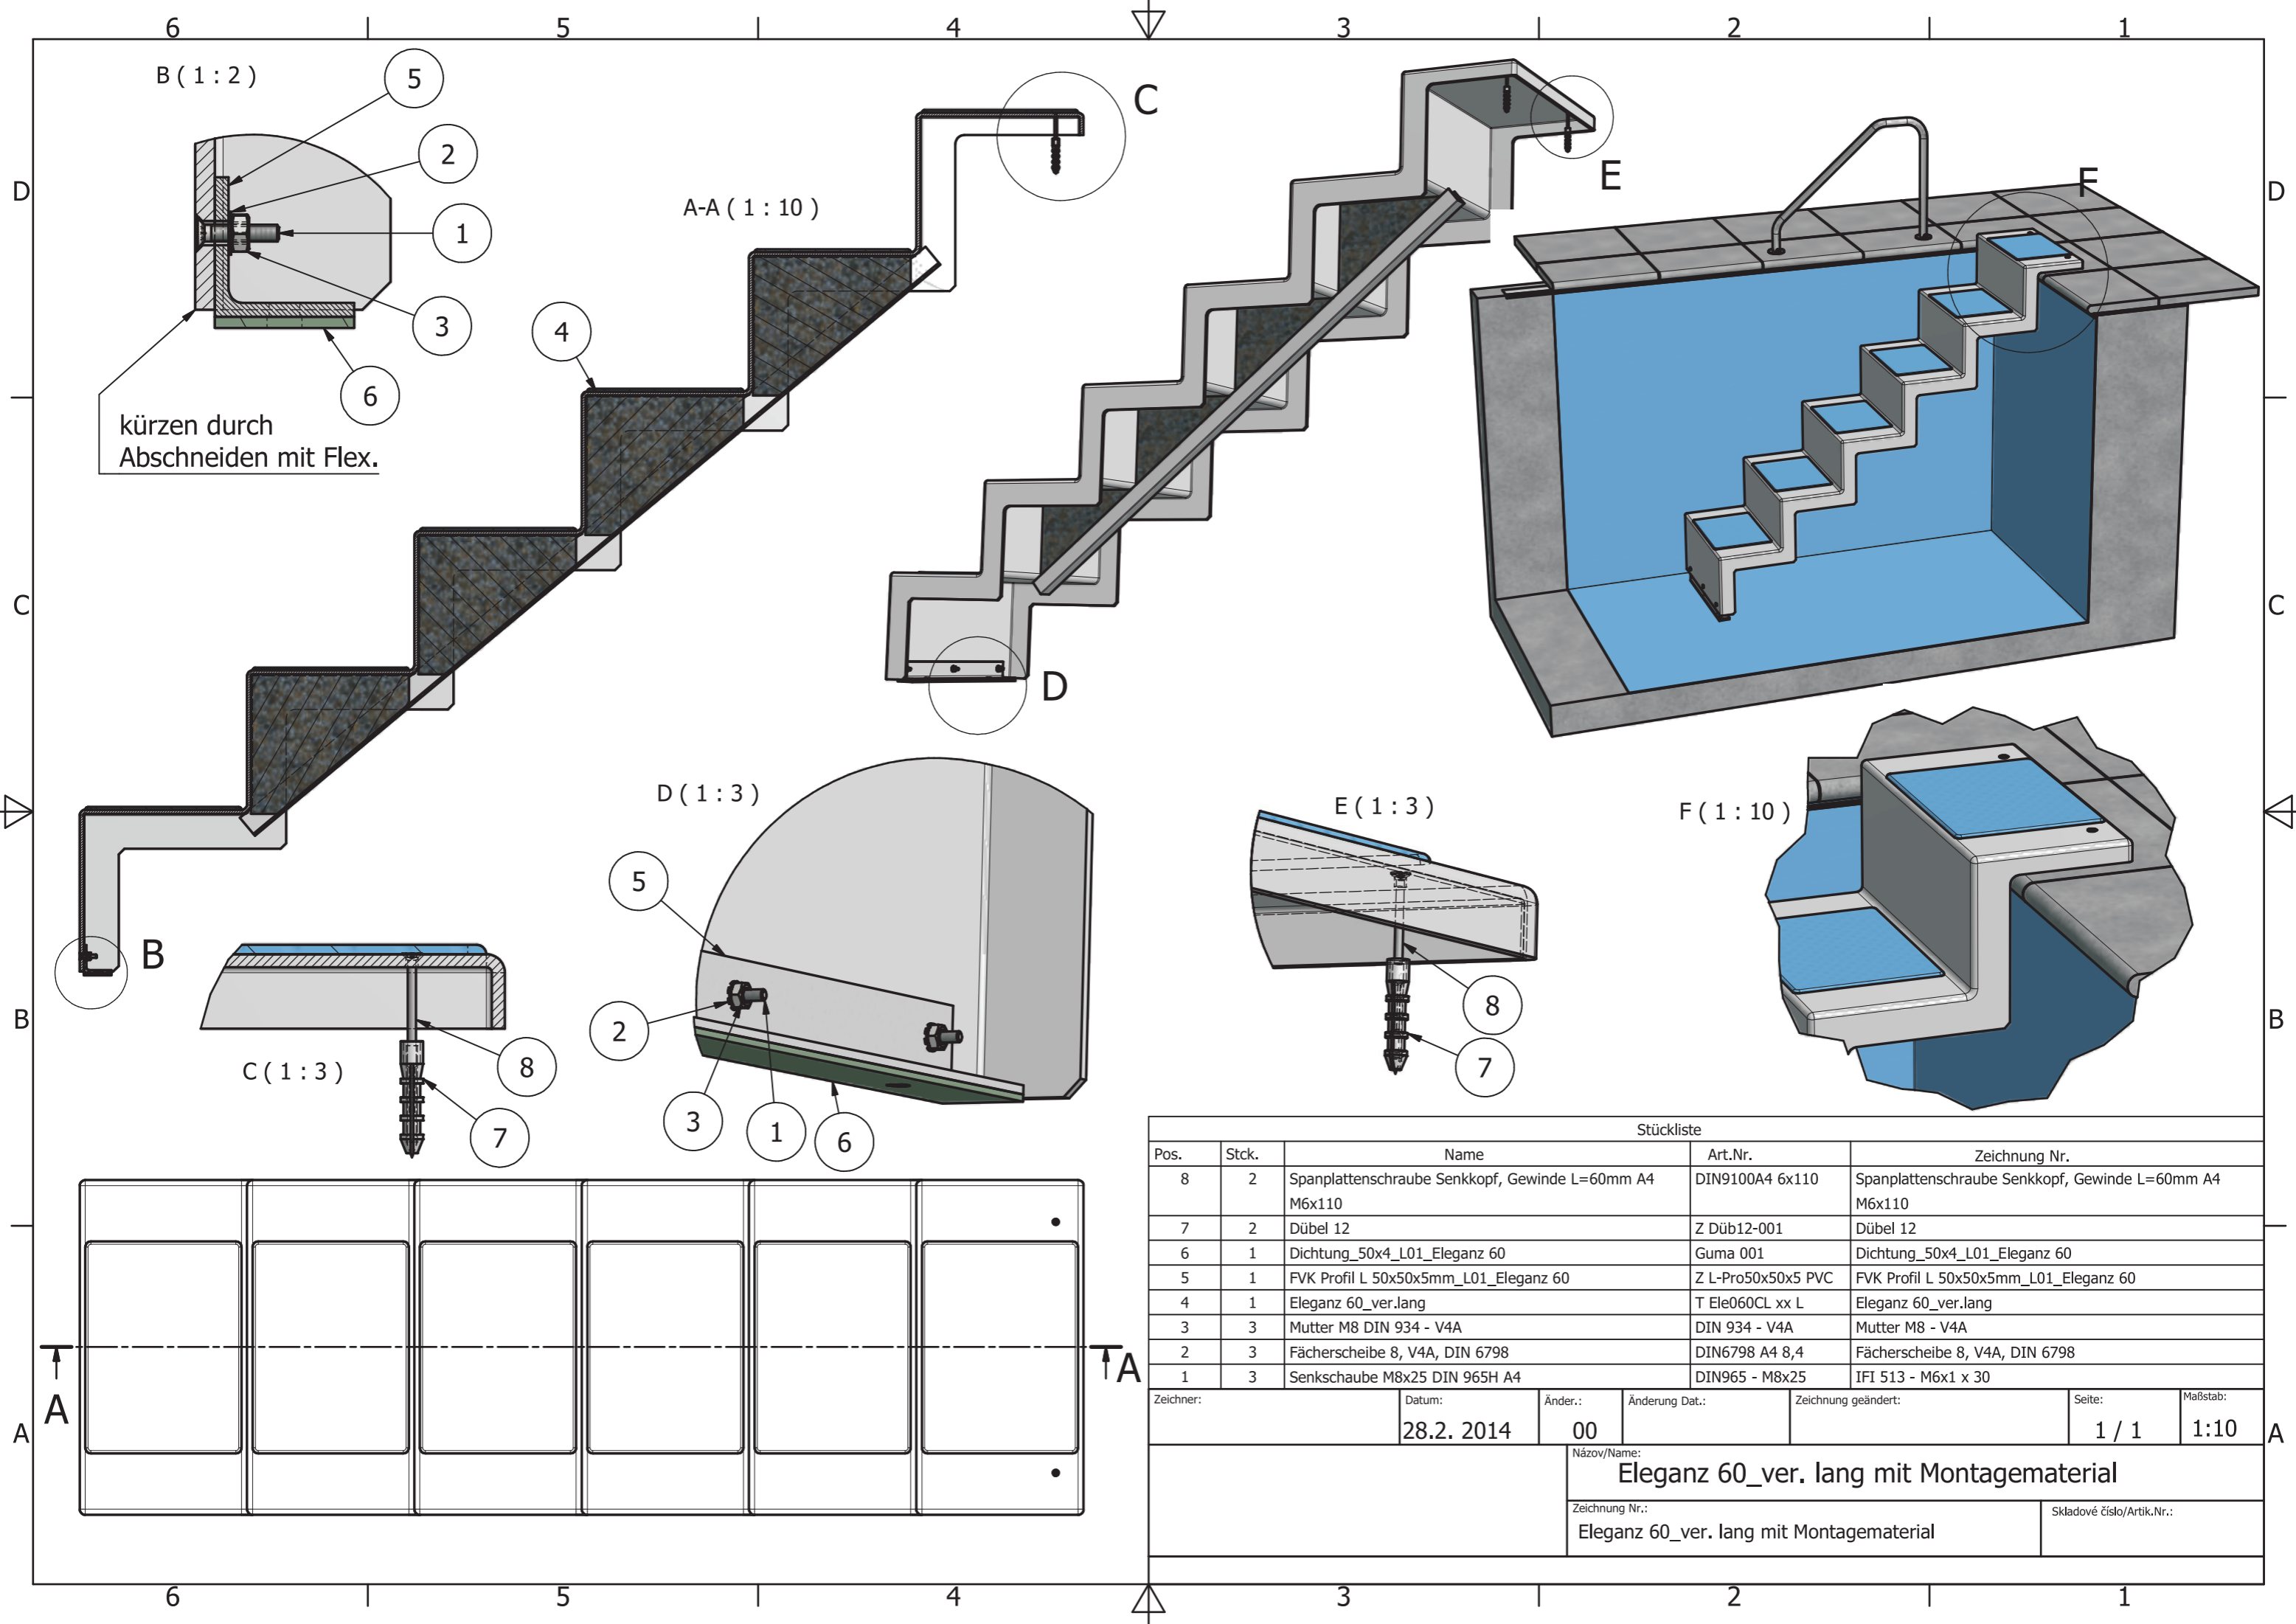 6 5 4 3 2 1
D
D
C
C
B
B
A
A
B ( 1 : 2 )
5
2
1
3
6
kürzen durch
Abschneiden mit Flex.
A-A ( 1 : 10 )
4
C
B
E
D
F
C ( 1 : 3 )
8
7
D ( 1 : 3 )
5
2
3
1
6
E ( 1 : 3 )
8
7
F ( 1 : 10 )
A
A
Stückliste
Pos. Stck. Name Art.Nr. Zeichnung Nr.
8 2 Spanplattenschraube Senkkopf, Gewinde L=60mm A4 DIN9100A4 6x110 Spanplattenschraube Senkkopf, Gewinde L=60mm A4
M6x110 M6x110
7 2 Dübel 12 Z Düb12-001 Dübel 12
6 1 Dichtung_50x4_L01_Eleganz 60 Guma 001 Dichtung_50x4_L01_Eleganz 60
5 1 FVK Profil L 50x50x5mm_L01_Eleganz 60 Z L-Pro50x50x5 PVC FVK Profil L 50x50x5mm_L01_Eleganz 60
4 1 Eleganz 60_ver.lang T Ele060CL xx L Eleganz 60_ver.lang
3 3 Mutter M8 DIN 934 - V4A DIN 934 - V4A Mutter M8 - V4A
2 3 Fächerscheibe 8, V4A, DIN 6798 DIN6798 A4 8,4 Fächerscheibe 8, V4A, DIN 6798
1 3 Senkschaube M8x25 DIN 965H A4 DIN965 - M8x25 IFI 513 - M6x1 x 30
Zeichner: Datum: Änder.: Änderung Dat.: Zeichnung geändert: Seite: Maßstab:
28.2. 2014 00 1 / 1 1:10
Názov/Name:
Eleganz 60_ver. lang mit Montagematerial
Zeichnung Nr.: Skladové číslo/Artik.Nr.:
Eleganz 60_ver. lang mit Montagematerial
6 5 4 3 2 1